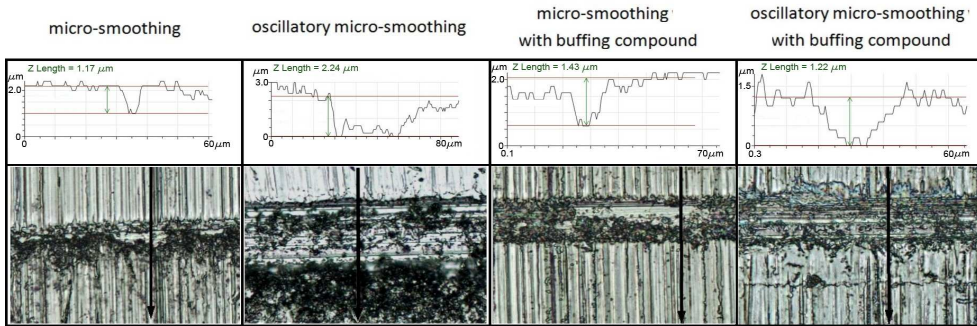 micro-smoothing
oscillatory micro-smoothing
micro-smoothing
with buffing compound
oscillatory micro-smoothing
with buffing compound
μm
Z Length = 1.17 μm
2.0
0
0
60μm
μm
Z Length = 2.24 μm
3.0
0
0
80μm
μm
Z Length = 1.43 μm
2.0
0
0.1
70μm
μm
Z Length = 1.22 μm
1.5
0
0.3
60μm